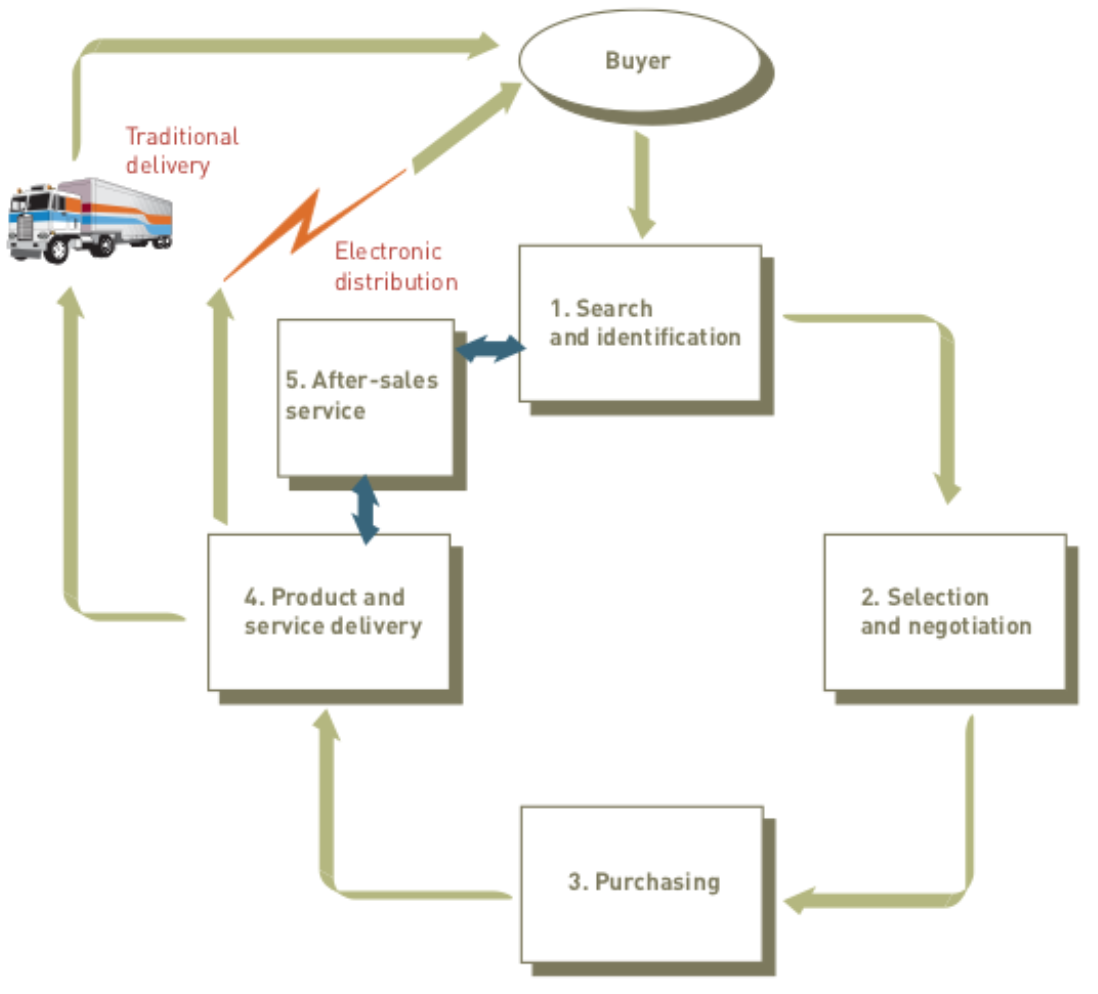 Buyer
Traditional
delivery
Electronic
distribution
1. Search
and identification
5. After-sales
service
4. Product and
service delivery
2. Selection
and negotiation
3. Purchasing